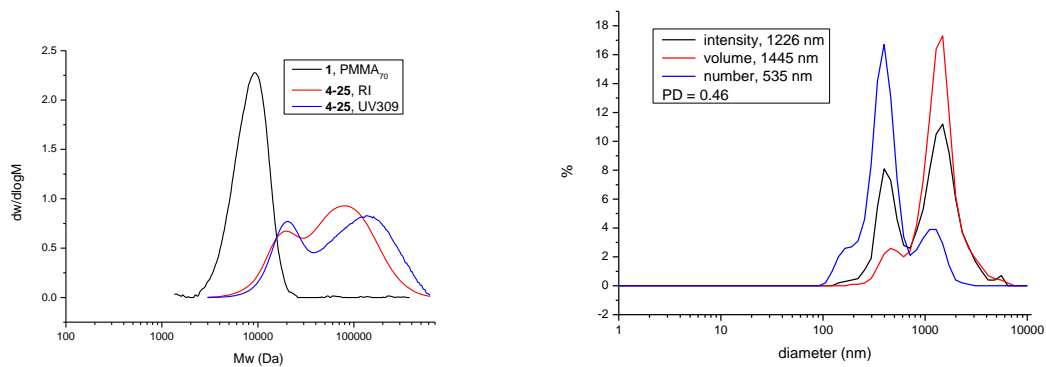 2.5
2.0
1.5
1.0
0.5
0.0
dw/dlogM
1, PMMA70
4-25, RI
4-25, UV309
100
1000
10000
100000
Mw (Da)
18
16
14
12
10
8
6
4
2
0
-2
%
intensity, 1226 nm
volume, 1445 nm
number, 535 nm
PD = 0.46
1
10
100
1000
10000
diameter (nm)